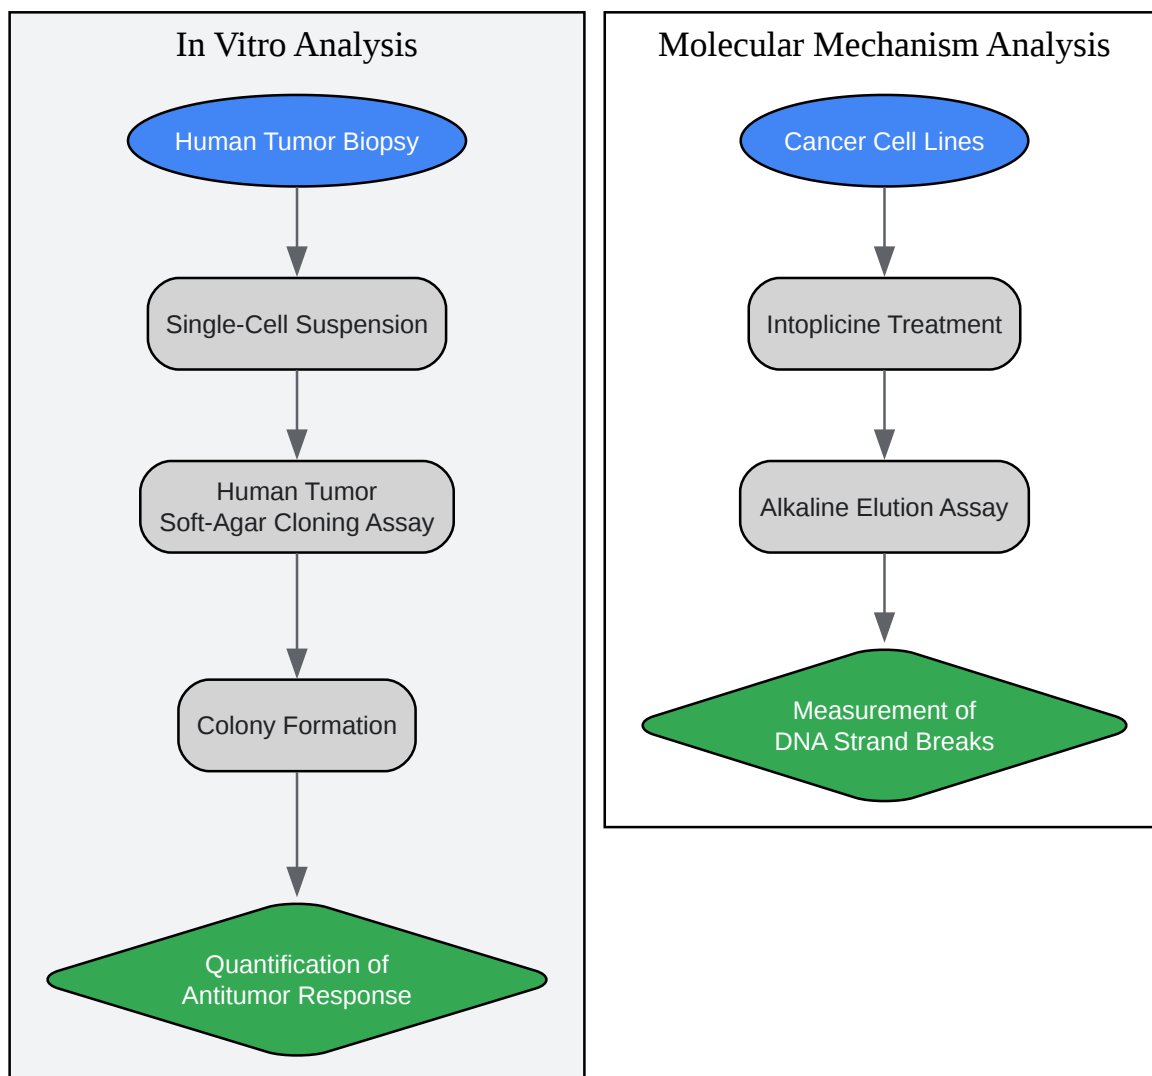 In Vitro Analysis
Human Tumor Biopsy
Single-Cell Suspension
Human Tumor
Soft-Agar Cloning Assay
Colony Formation
Quantification of
Antitumor Response
Molecular Mechanism Analysis
Cancer Cell Lines
Intoplicine Treatment
Alkaline Elution Assay
Measurement of
DNA Strand Breaks